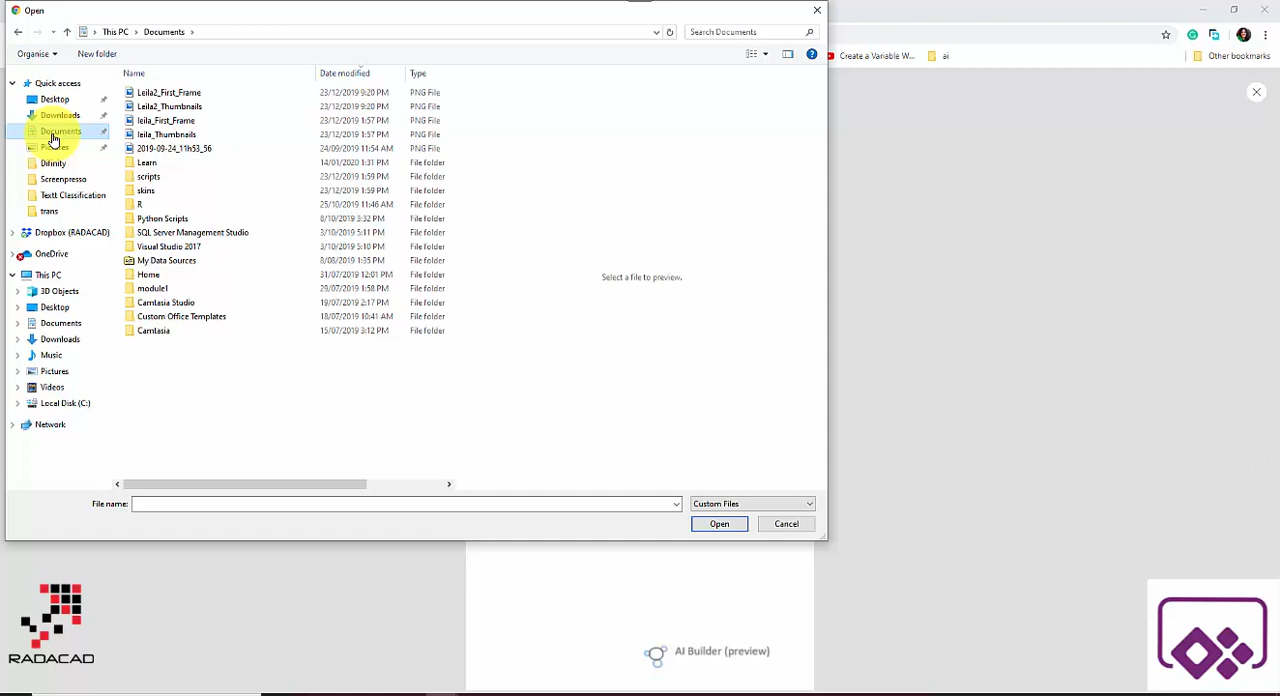 Open
This PC > Documents >
Search Documents
Organise
New folder
Name
Date modified
Type
Quick access
Desktop
Downloads
Documents
Pictures
Difinity
Screenpresso
Textt Classification
trans
Dropbox (RADACAD)
OneDrive
This PC
3D Objects
Desktop
Documents
Downloads
Music
Pictures
Videos
Local Disk (C:)
Network
Leila2_First_Frame 23/12/2019 9:20 PM PNG File
Leila2_Thumbnails 23/12/2019 9:20 PM PNG File
leila_First_Frame 23/12/2019 1:57 PM PNG File
leila_Thumbnails 23/12/2019 1:57 PM PNG File
2019-09-24_11h53_56 24/09/2019 11:54 AM PNG File
Learn 14/01/2020 1:31 PM File folder
scripts 23/12/2019 1:59 PM File folder
skins 23/12/2019 1:59 PM File folder
R 25/10/2019 11:46 AM File folder
Python Scripts 8/10/2019 3:32 PM File folder
SQL Server Management Studio 3/10/2019 5:11 PM File folder
Visual Studio 2017 3/10/2019 5:10 PM File folder
My Data Sources 8/08/2019 1:35 PM File folder
Home 31/07/2019 12:01 PM File folder
module1 29/07/2019 1:58 PM File folder
Camtasia Studio 19/07/2019 2:17 PM File folder
Custom Office Templates 18/07/2019 10:41 AM File folder
Camtasia 15/07/2019 3:12 PM File folder
Select a file to preview.
File name:
Custom Files
Open
Cancel
Create a Variable W...
ai
Other bookmarks
AI Builder (preview)
RADACAD